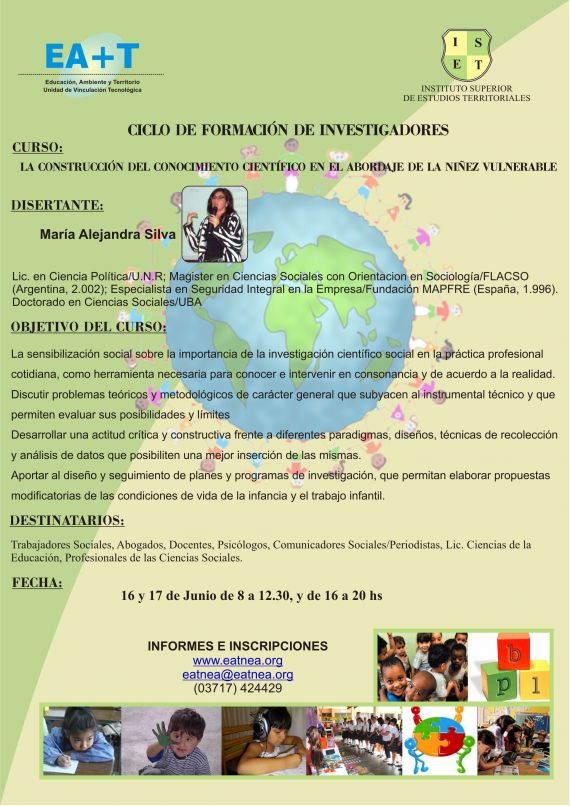 EA+T
Educación, Ambiente y Territorio
Unidad de Vinculación Tecnológica
I S
E T
INSTITUTO SUPERIOR
DE ESTUDIOS TERRITORIALES
CICLO DE FORMACIÓN DE INVESTIGADORES
CURSO:
LA CONSTRUCCIÓN DEL CONOCIMIENTO CIENTÍFICO EN EL ABORDAJE DE LA NIÑEZ VULNERABLE
DISERTANTE:
María Alejandra Silva
Lic. en Ciencia Política/U.N.R; Magister en Ciencias Sociales con Orientacion en Sociología/FLACSO
(Argentina, 2.002); Especialista en Seguridad Integral en la Empresa/Fundación MAPFRE (España, 1.996).
Doctorado en Ciencias Sociales/UBA
OBJETIVO DEL CURSO:
La sensibilización social sobre la importancia de la investigación científico social en la práctica profesional
cotidiana, como herramienta necesaria para conocer e intervenir en consonancia y de acuerdo a la realidad.
Discutir problemas teóricos y metodológicos de carácter general que subyacen al instrumental técnico y que
permiten evaluar sus posibilidades y límites
Desarrollar una actitud crítica y constructiva frente a diferentes paradigmas, diseños, técnicas de recolección
y análisis de datos que posibiliten una mejor inserción de las mismas.
Aportar al diseño y seguimiento de planes y programas de investigación, que permitan elaborar propuestas
modificatorias de las condiciones de vida de la infancia y el trabajo infantil.
DESTINATARIOS:
Trabajadores Sociales, Abogados, Docentes, Psicólogos, Comunicadores Sociales/Periodistas, Lic. Ciencias de la
Educación, Profesionales de las Ciencias Sociales.
FECHA:
16 y 17 de Junio de 8 a 12.30, y de 16 a 20 hs
INFORMES E INSCRIPCIONES
www.eatnea.org
eatnea@eatnea.org
(03717) 424429
b
p l